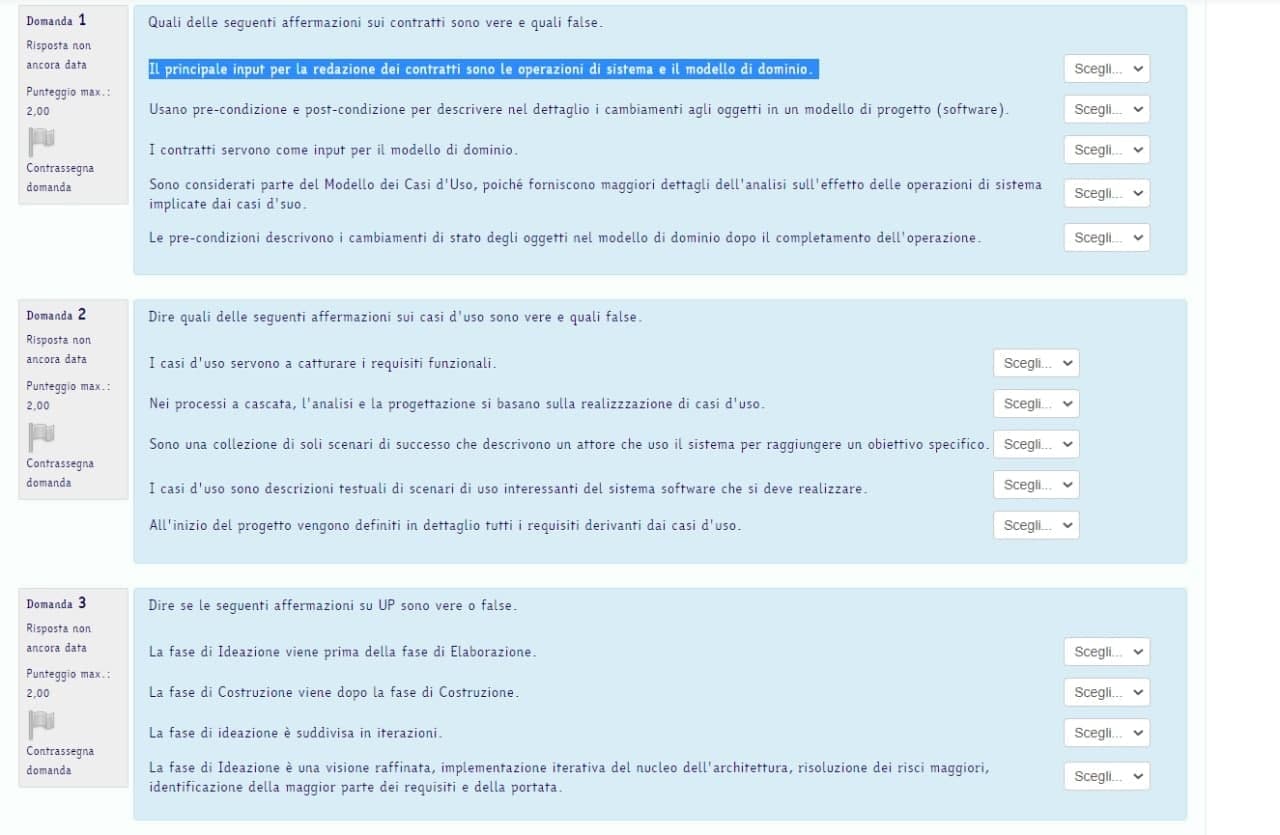 Domanda 1
Risposta non
ancora data
Punteggio max.:
2,00
Contrassegna
domanda
Quali delle seguenti affermazioni sui contratti sono vere e quali false.
Il principale input per la redazione dei contratti sono le operazioni di sistema e il modello di dominio.
Scegli...
Usano pre-condizione e post-condizione per descrivere nel dettaglio i cambiamenti agli oggetti in un modello di progetto (software).
Scegli...
I contratti servono come input per il modello di dominio.
Scegli...
Sono considerati parte del Modello dei Casi d'Uso, poiché forniscono maggiori dettagli dell'analisi sull'effetto delle operazioni di sistema
implicate dai casi d'suo.
Scegli...
Le pre-condizioni descrivono i cambiamenti di stato degli oggetti nel modello di dominio dopo il completamento dell'operazione.
Scegli...
Domanda 2
Risposta non
ancora data
Punteggio max.:
2,00
Contrassegna
domanda
Dire quali delle seguenti affermazioni sui casi d'uso sono vere e quali false.
I casi d'uso servono a catturare i requisiti funzionali.
Scegli...
Nei processi a cascata, l'analisi e la progettazione si basano sulla realizzzazione di casi d'uso.
Scegli...
Sono una collezione di soli scenari di successo che descrivono un attore che uso il sistema per raggiungere un obiettivo specifico.
Scegli...
I casi d'uso sono descrizioni testuali di scenari di uso interessanti del sistema software che si deve realizzare.
Scegli...
All'inizio del progetto vengono definiti in dettaglio tutti i requisiti derivanti dai casi d'uso.
Scegli...
Domanda 3
Risposta non
ancora data
Punteggio max.:
2,00
Contrassegna
domanda
Dire se le seguenti affermazioni su UP sono vere o false.
La fase di Ideazione viene prima della fase di Elaborazione.
Scegli...
La fase di Costruzione viene dopo la fase di Costruzione.
Scegli...
La fase di ideazione è suddivisa in iterazioni.
Scegli...
La fase di Ideazione è una visione raffinata, implementazione iterativa del nucleo dell'architettura, risoluzione dei risci maggiori,
identificazione della maggior parte dei requisiti e della portata.
Scegli...